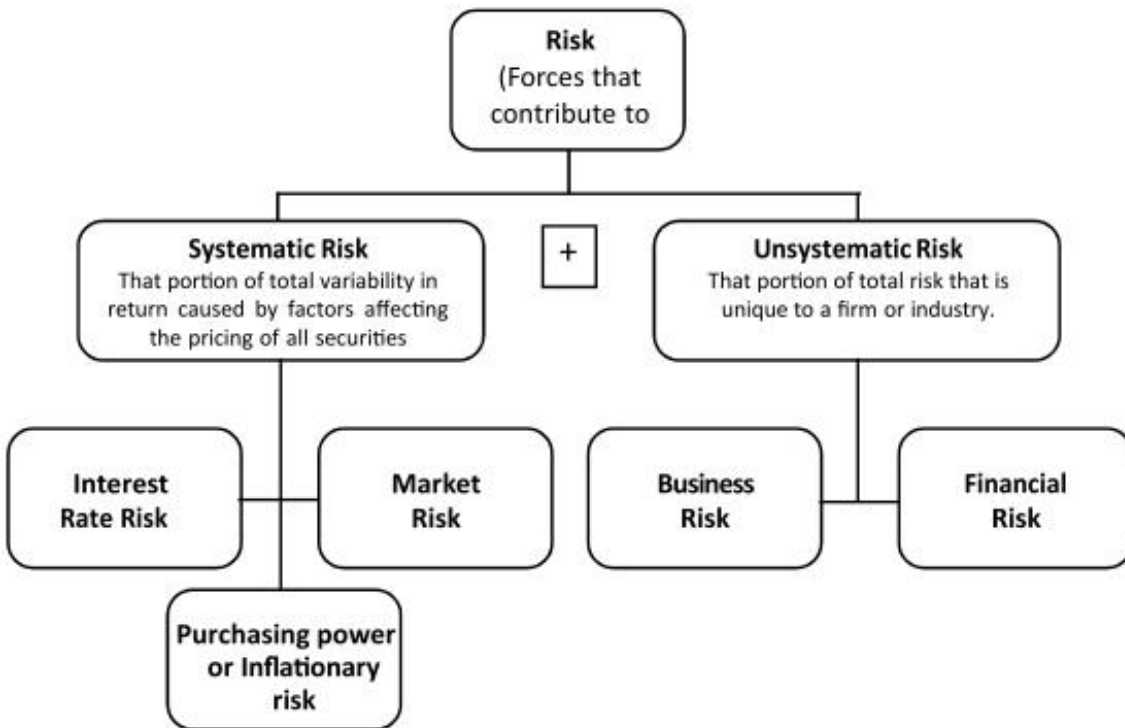 Risk
(Forces that
contribute to
Systematic Risk
That portion of total variability in
return caused by factors affecting
the pricing of all securities
+
Unsystematic Risk
That portion of total risk that is
unique to a firm or industry.
Interest
Rate Risk
Market
Risk
Business
Risk
Financial
Risk
Purchasing power
or Inflationary
risk